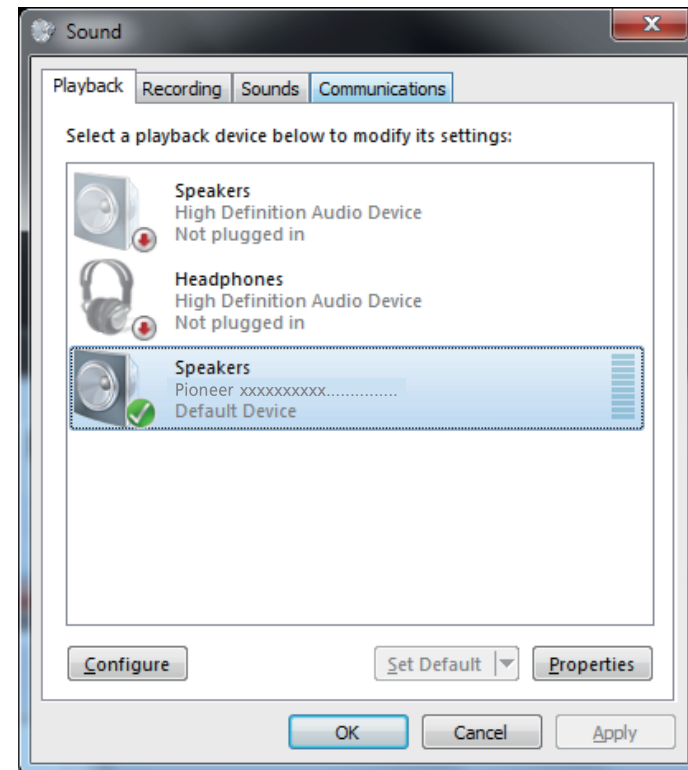 Sound
Playback Recording Sounds Communications
Select a playback device below to modify its settings:
Speakers
High Definition Audio Device
Not plugged in
Headphones
High Definition Audio Device
Not plugged in
Speakers
Pioneer xxxxxxxxxx...............
Default Device
Configure Set Default Properties
OK Cancel Apply